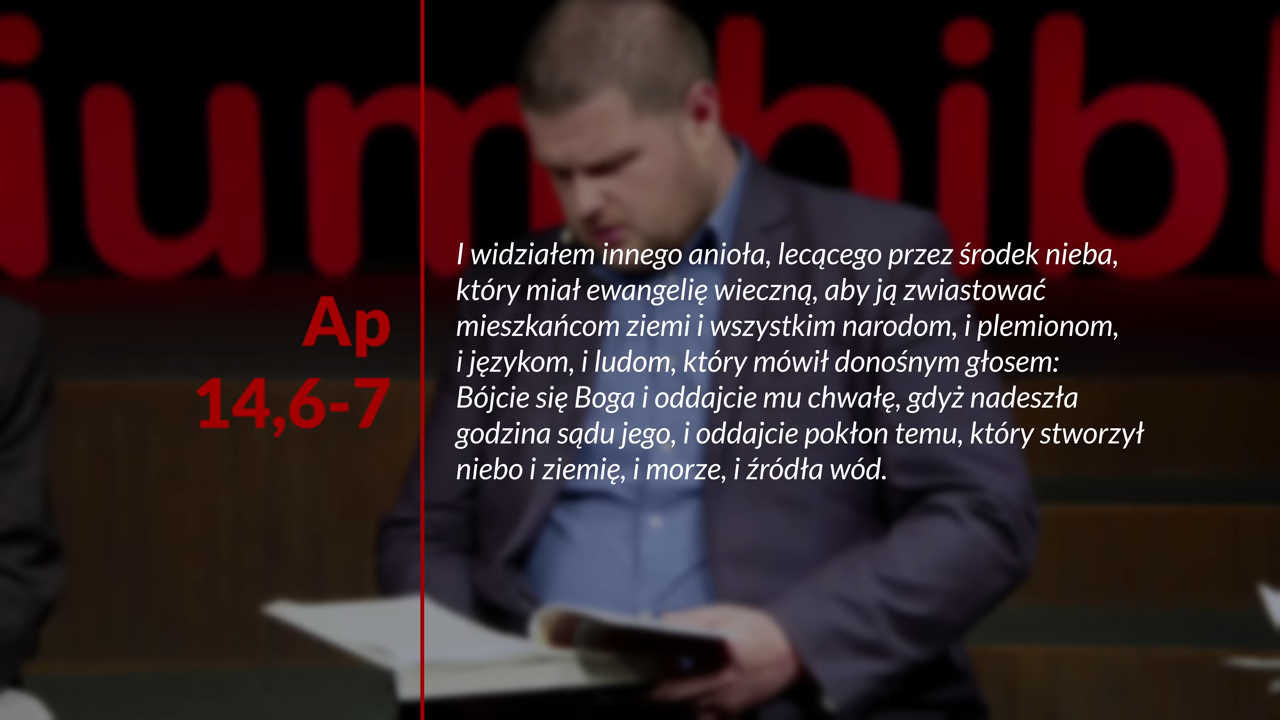 ium bibl
Ap
14,6-7
I widziałem innego anioła, lecącego przez środek nieba,
który miał ewangelię wieczną, aby ją zwiastować
mieszkańcom ziemi i wszystkim narodom, i plemionom,
i językom, i ludom, który mówił donośnym głosem:
Bójcie się Boga i oddajcie mu chwałę, gdyż nadeszła
godzina sądu jego, i oddajcie pokłon temu, który stworzył
niebo i ziemię, i morze, i źródła wód.